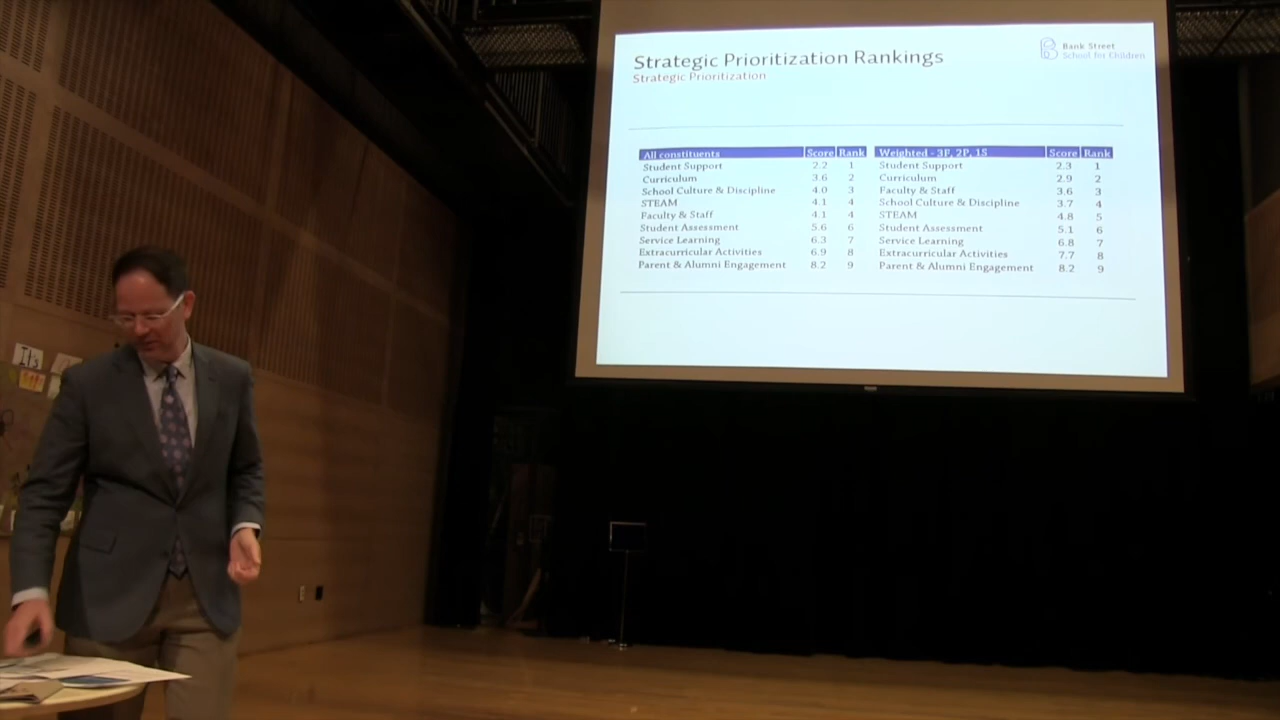 Strategic Prioritization Rankings
Strategic Prioritization
Bank Street
School for Children
All constituents Score Rank
Student Support 2.2 1
Curriculum 3.6 2
School Culture & Discipline 4.0 3
STEAM 4.1 4
Faculty & Staff 4.1 4
Student Assessment 5.6 6
Service Learning 6.3 7
Extracurricular Activities 6.9 8
Parent & Alumni Engagement 8.2 9
Weighted - 3F, 2P, 1S Score Rank
Student Support 2.3 1
Curriculum 2.9 2
Faculty & Staff 3.6 3
School Culture & Discipline 3.7 4
STEAM 4.8 5
Student Assessment 5.1 6
Service Learning 6.8 7
Extracurricular Activities 7.7 8
Parent & Alumni Engagement 8.2 9
It's